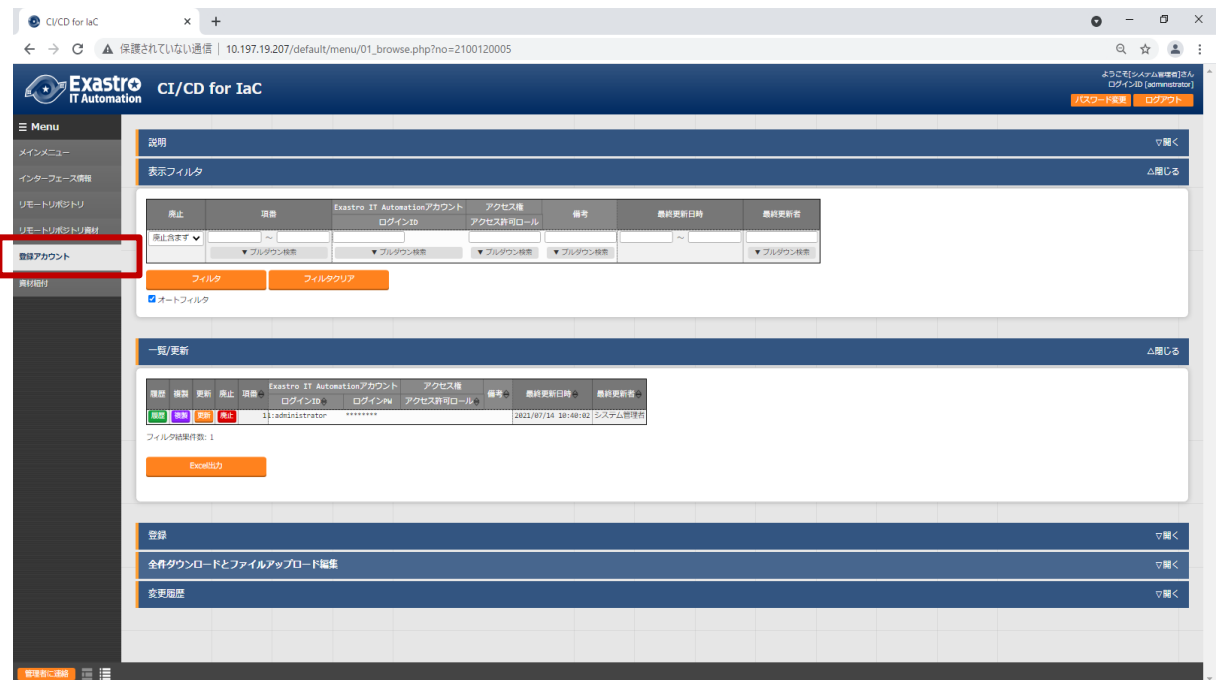 CI/CD for IaC
保護されていない通信 | 10.197.19.207/default/menu/01_browse.php?no=2100120005
Exastro
IT Automation
CI/CD for IaC
ようこそ[システム管理者]さん
ログインID [administrator]
パスワード変更 ログアウト
Menu
メインメニュー
インターフェース情報
リモートリポジトリ
リモートリポジトリ資材
登録アカウント
資材紐付
説明 ▽開く
表示フィルタ △閉じる
廃止 項番 Exastro IT Automationアカウント アクセス権 備考 最終更新日時 最終更新者
ログインID アクセス許可ロール
廃止含まず ～ ～
▼ プルダウン検索 ▼ プルダウン検索 ▼ プルダウン検索 ▼ プルダウン検索 ▼ プルダウン検索
フィルタ フィルタクリア
オートフィルタ
一覧/更新 △閉じる
履歴 複製 更新 廃止 項番 Exastro IT Automationアカウント アクセス権 備考 最終更新日時 最終更新者
ログインID ログインPW アクセス許可ロール
履歴 複製 更新 廃止 1 1:administrator ******** 2021/07/14 10:40:02 システム管理者
フィルタ結果件数: 1
Excel出力
登録 ▽開く
全件ダウンロードとファイルアップロード編集 ▽開く
変更履歴 ▽開く
管理者に連絡